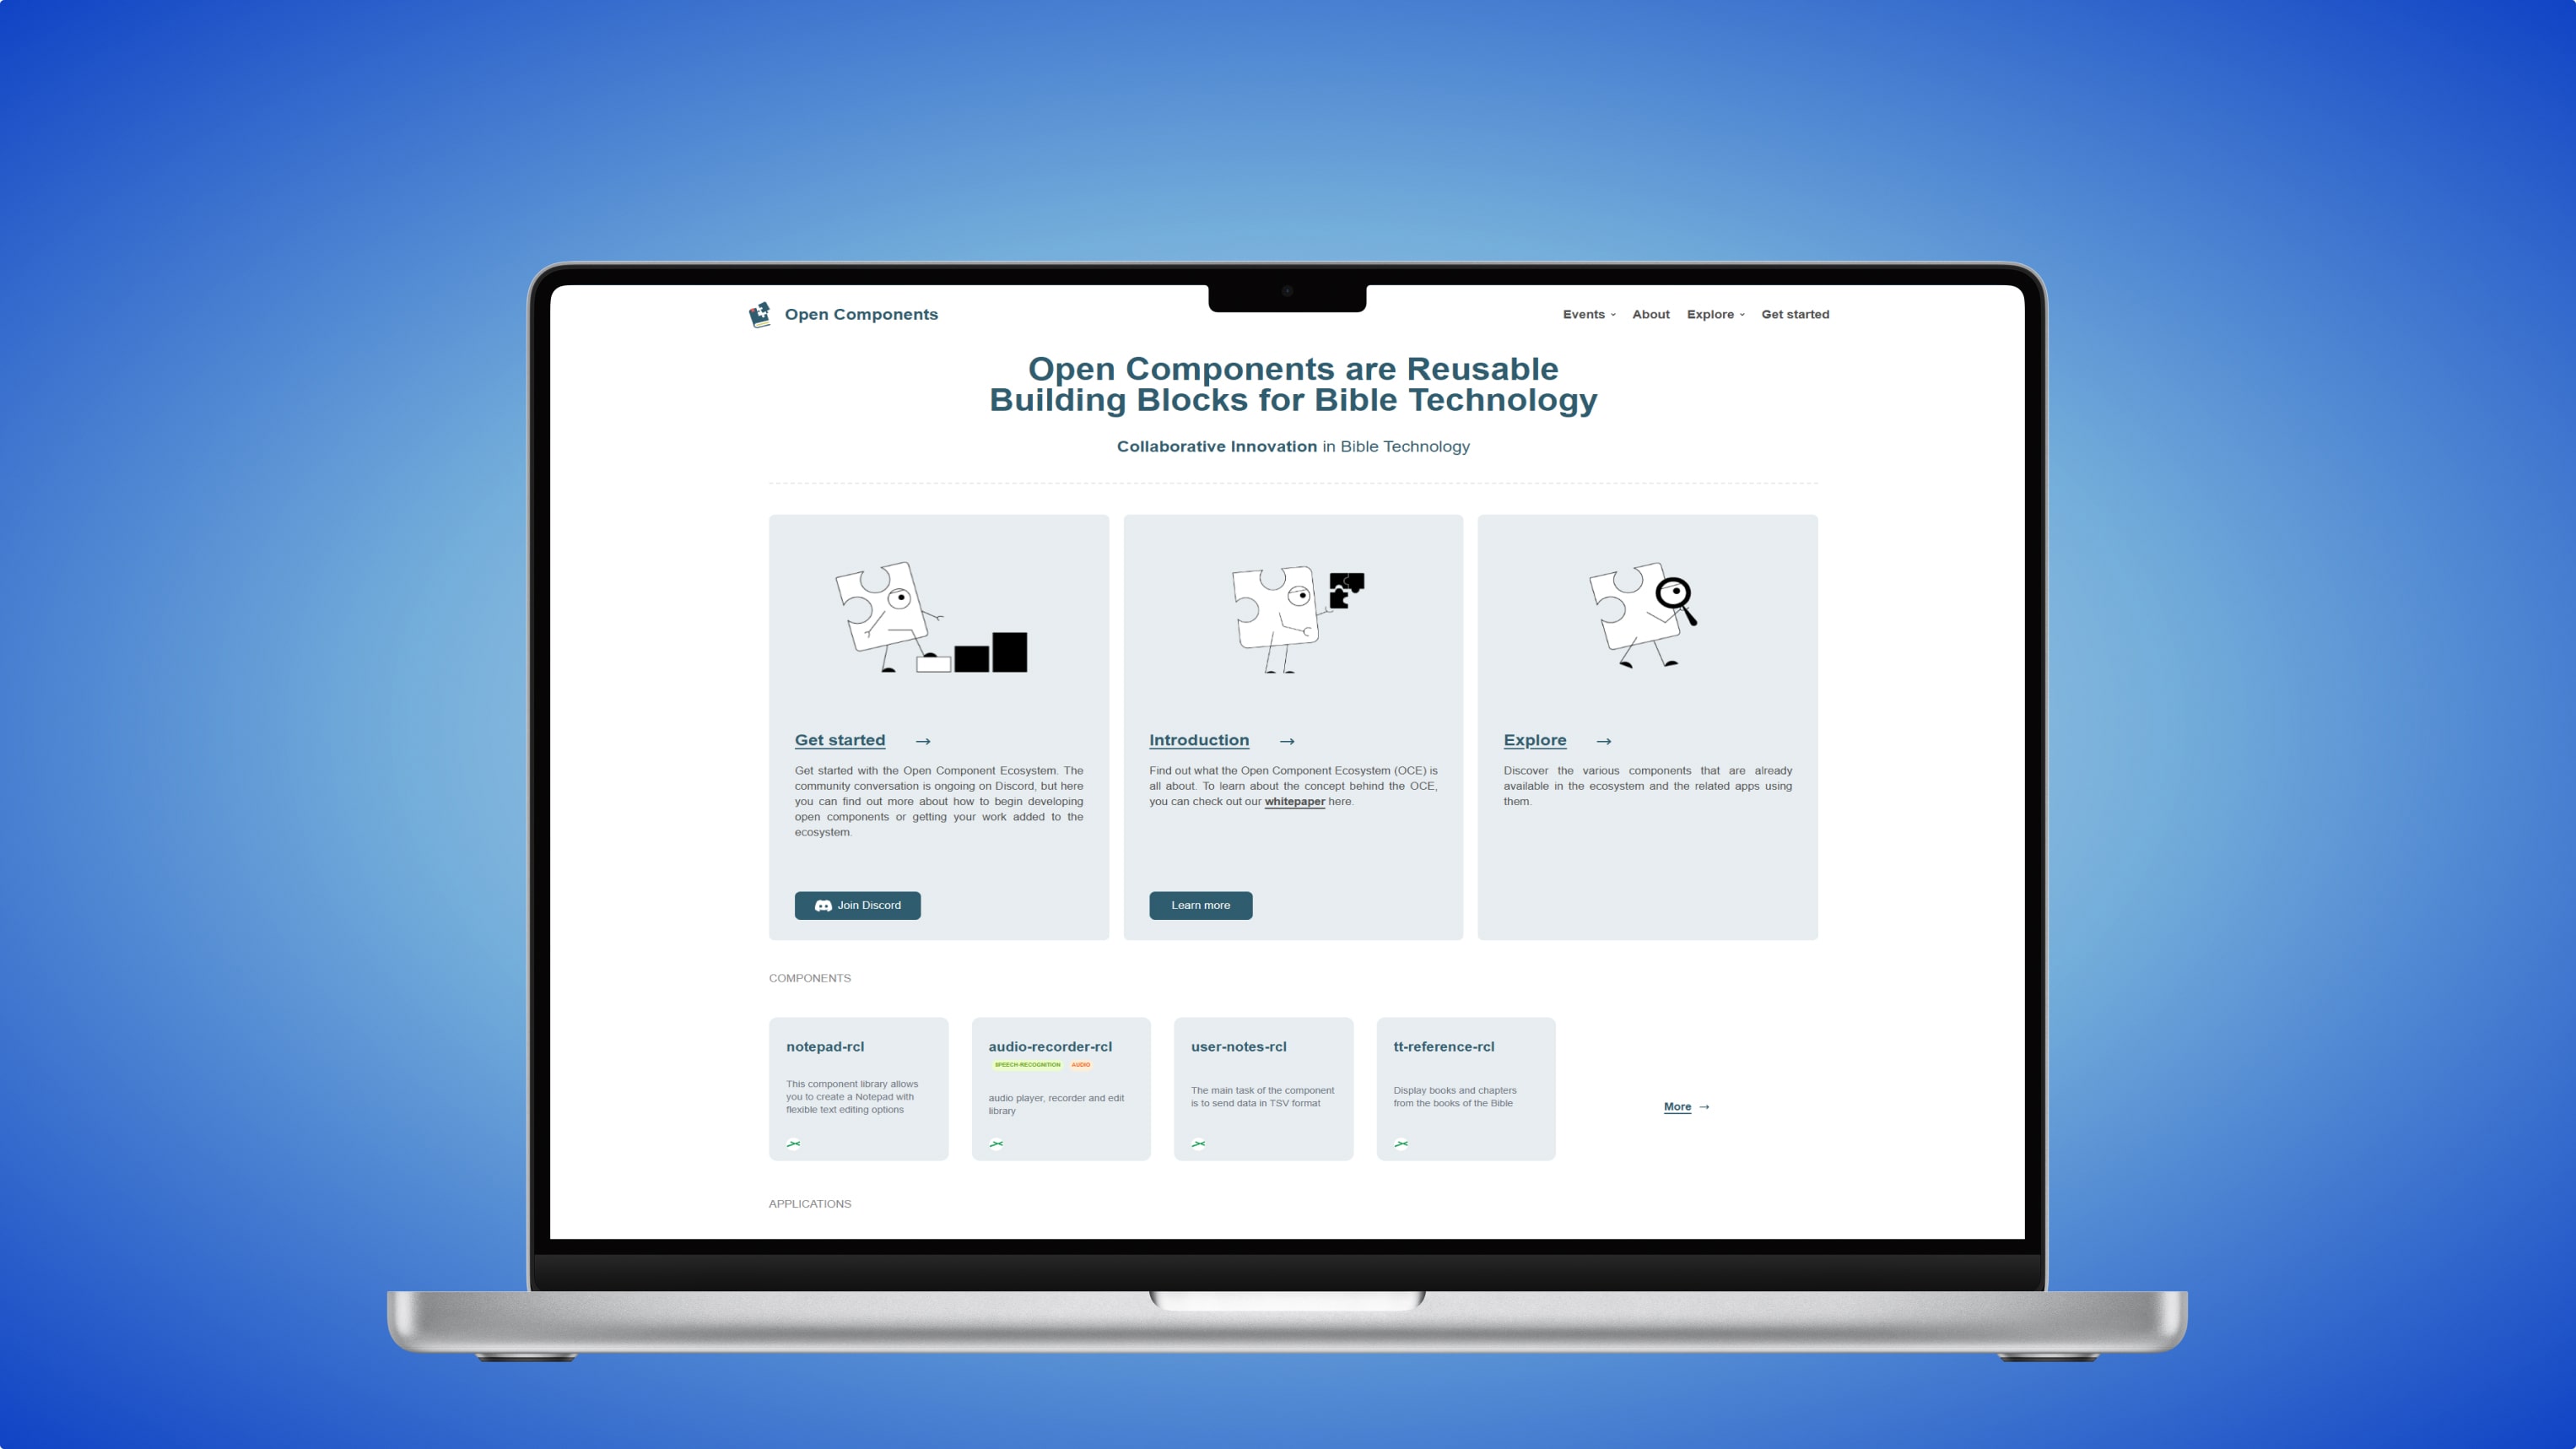 Open Components
Events
About
Explore
Get started
Open Components are Reusable
Building Blocks for Bible Technology
Collaborative Innovation in Bible Technology
Get started →
Get started with the Open Component Ecosystem. The
community conversation is ongoing on Discord, but here
you can find out more about how to begin developing
open components or getting your work added to the
ecosystem.
Join Discord
Introduction →
Find out what the Open Component Ecosystem (OCE) is
all about. To learn about the concept behind the OCE,
you can check out our whitepaper here.
Learn more
Explore →
Discover the various components that are already
available in the ecosystem and the related apps using
them.
COMPONENTS
notepad-rcl
This component library allows
you to create a Notepad with
flexible text editing options
audio-recorder-rcl
SPEECH-RECOGNITION AUDIO
audio player, recorder and edit
library
user-notes-rcl
The main task of the component
is to send data in TSV format
tt-reference-rcl
Display books and chapters
from the books of the Bible
More →
APPLICATIONS